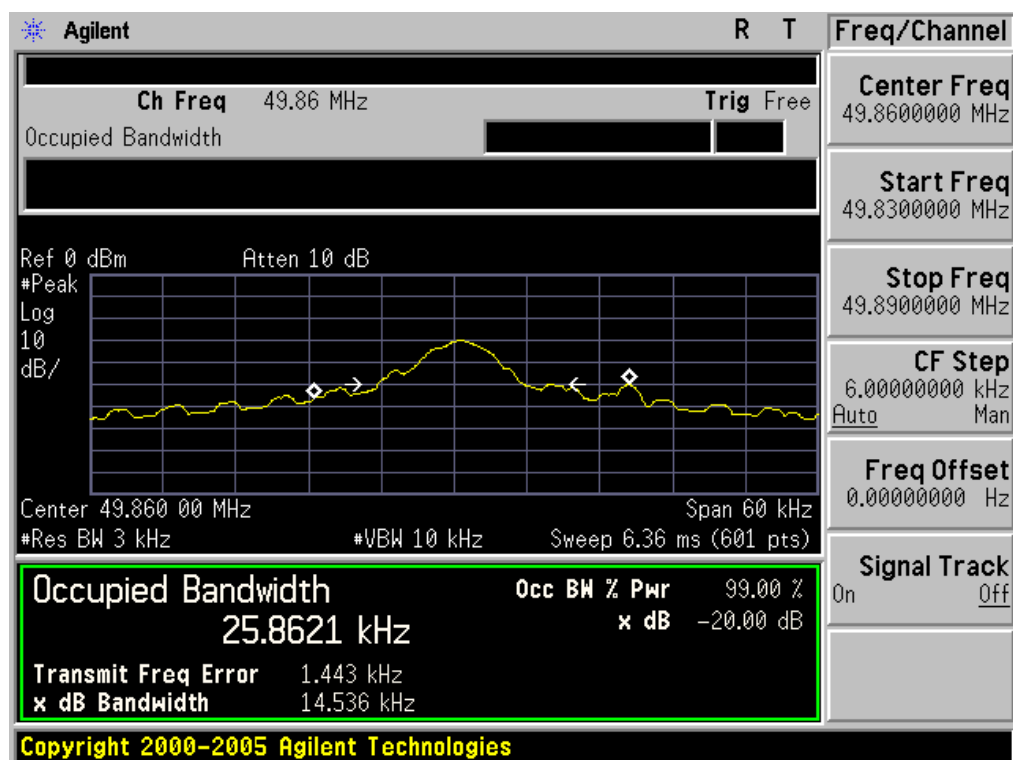 Agilent R T Freq/Channel
Ch Freq 49.86 MHz Trig Free
Occupied Bandwidth
Center Freq
49.8600000 MHz
Start Freq
49.8300000 MHz
Stop Freq
49.8900000 MHz
CF Step
6.00000000 kHz
Auto Man
Freq Offset
0.00000000 Hz
Signal Track
On Off
Ref 0 dBm Atten 10 dB
#Peak
Log
10
dB/
Center 49.860 00 MHz Span 60 kHz
#Res BW 3 kHz #VBW 10 kHz Sweep 6.36 ms (601 pts)
Occupied Bandwidth Occ BW % Pwr 99.00 %
25.8621 kHz x dB -20.00 dB
Transmit Freq Error 1.443 kHz
x dB Bandwidth 14.536 kHz
Copyright 2000-2005 Agilent Technologies